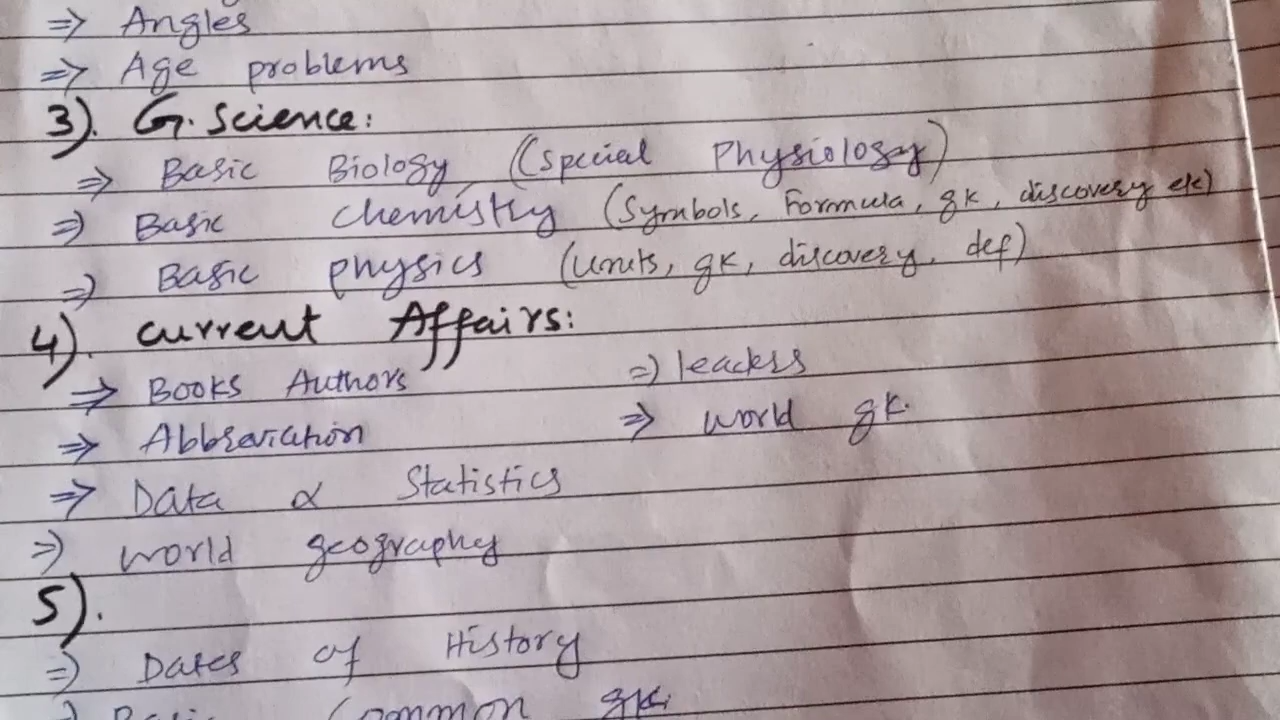 ⇒ Angles
⇒ Age problems
3). G. Science:
⇒ Basic Biology (Special Physiology)
⇒ Basic chemistry (Symbols, Formula, gk, discovery etc)
⇒ Basic physics (Units, gk, discovery, def)
4). Current Affairs:
⇒ Books Authors ⇒ leaders
⇒ Abbreviation ⇒ world gk.
⇒ Data & Statistics
⇒ world geography
5).
⇒ Dates of History
⇒ Basic Common gk.